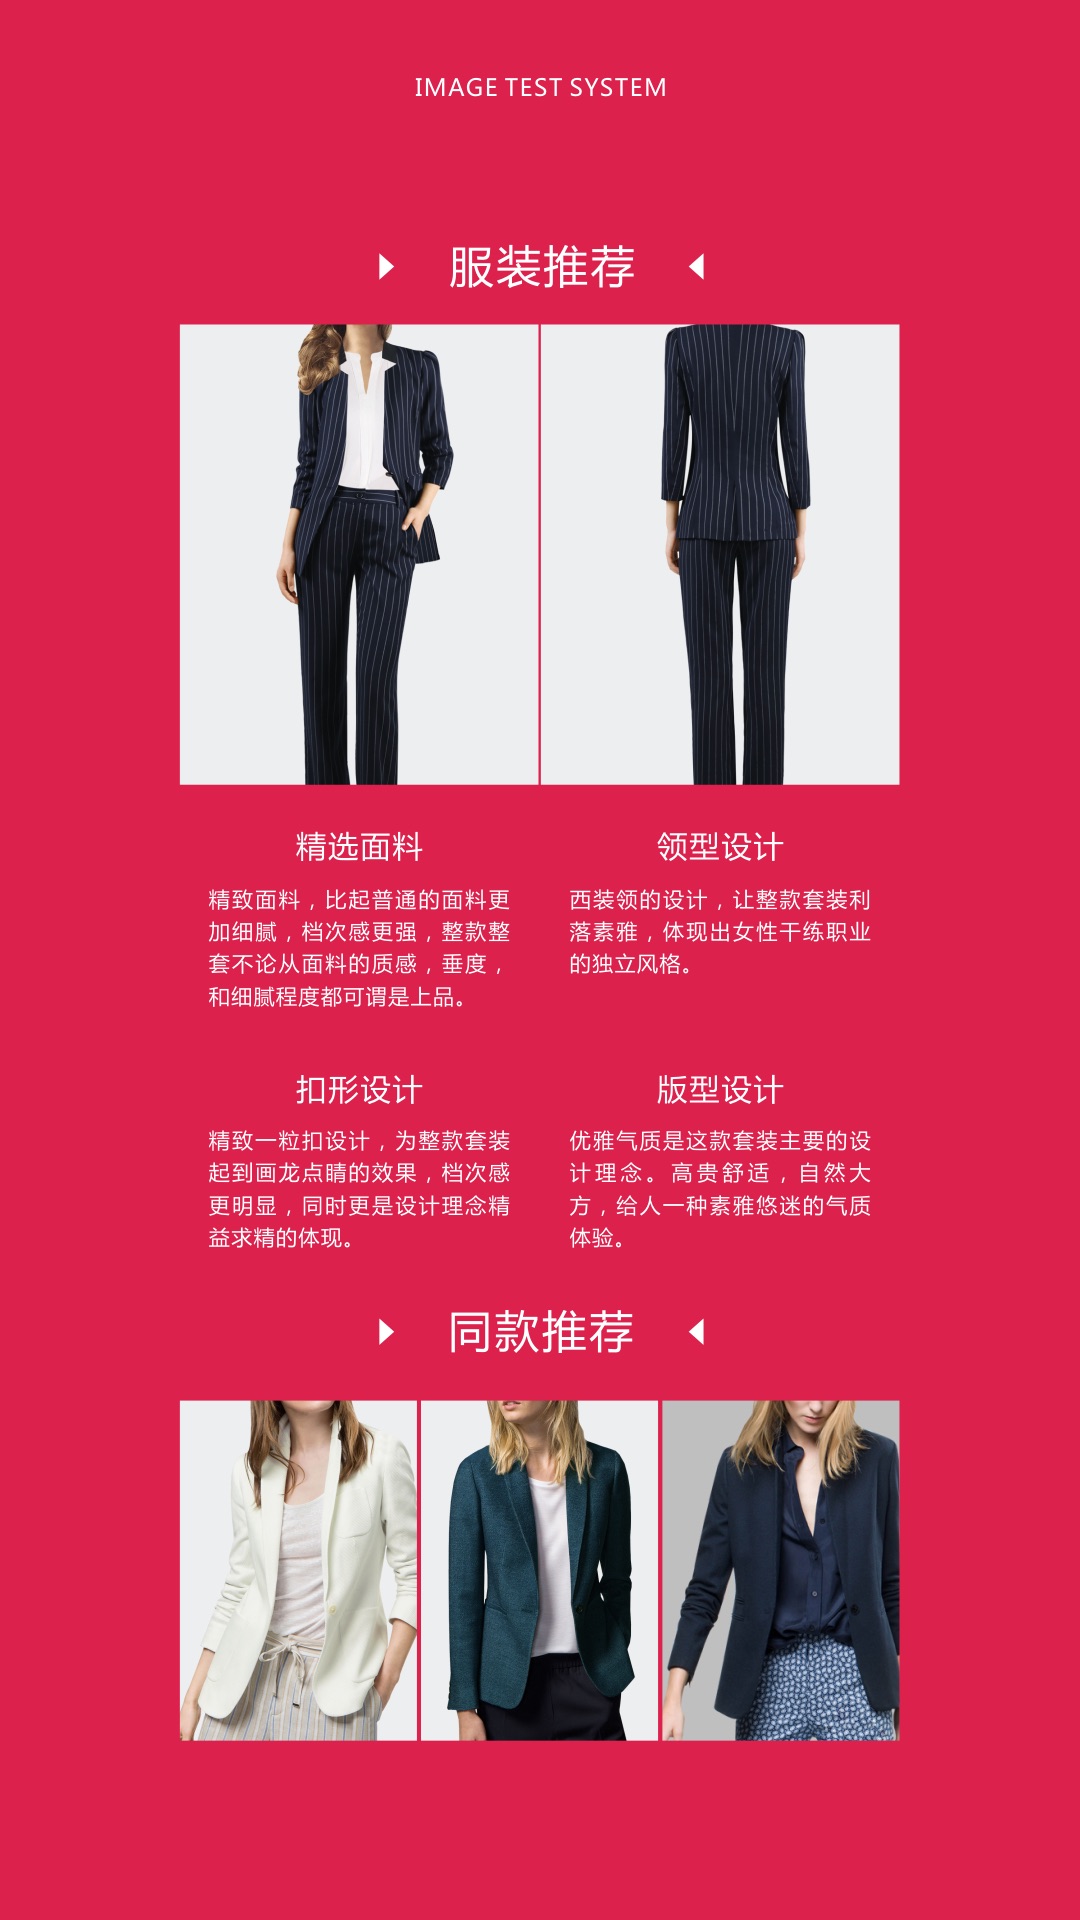 IMAGE TEST SYSTEM
服装推荐
精选面料
精致面料，比起普通的面料更
加细腻，档次感更强，整款整
套不论从面料的质感，垂度，
和细腻程度都可谓是上品。
领型设计
西装领的设计，让整款套装利
落素雅，体现出女性干练职业
的独立风格。
扣形设计
精致一粒扣设计，为整款套装
起到画龙点睛的效果，档次感
更明显，同时更是设计理念精
益求精的体现。
版型设计
优雅气质是这款套装主要的设
计理念。高贵舒适，自然大
方，给人一种素雅悠迷的气质
体验。
同款推荐